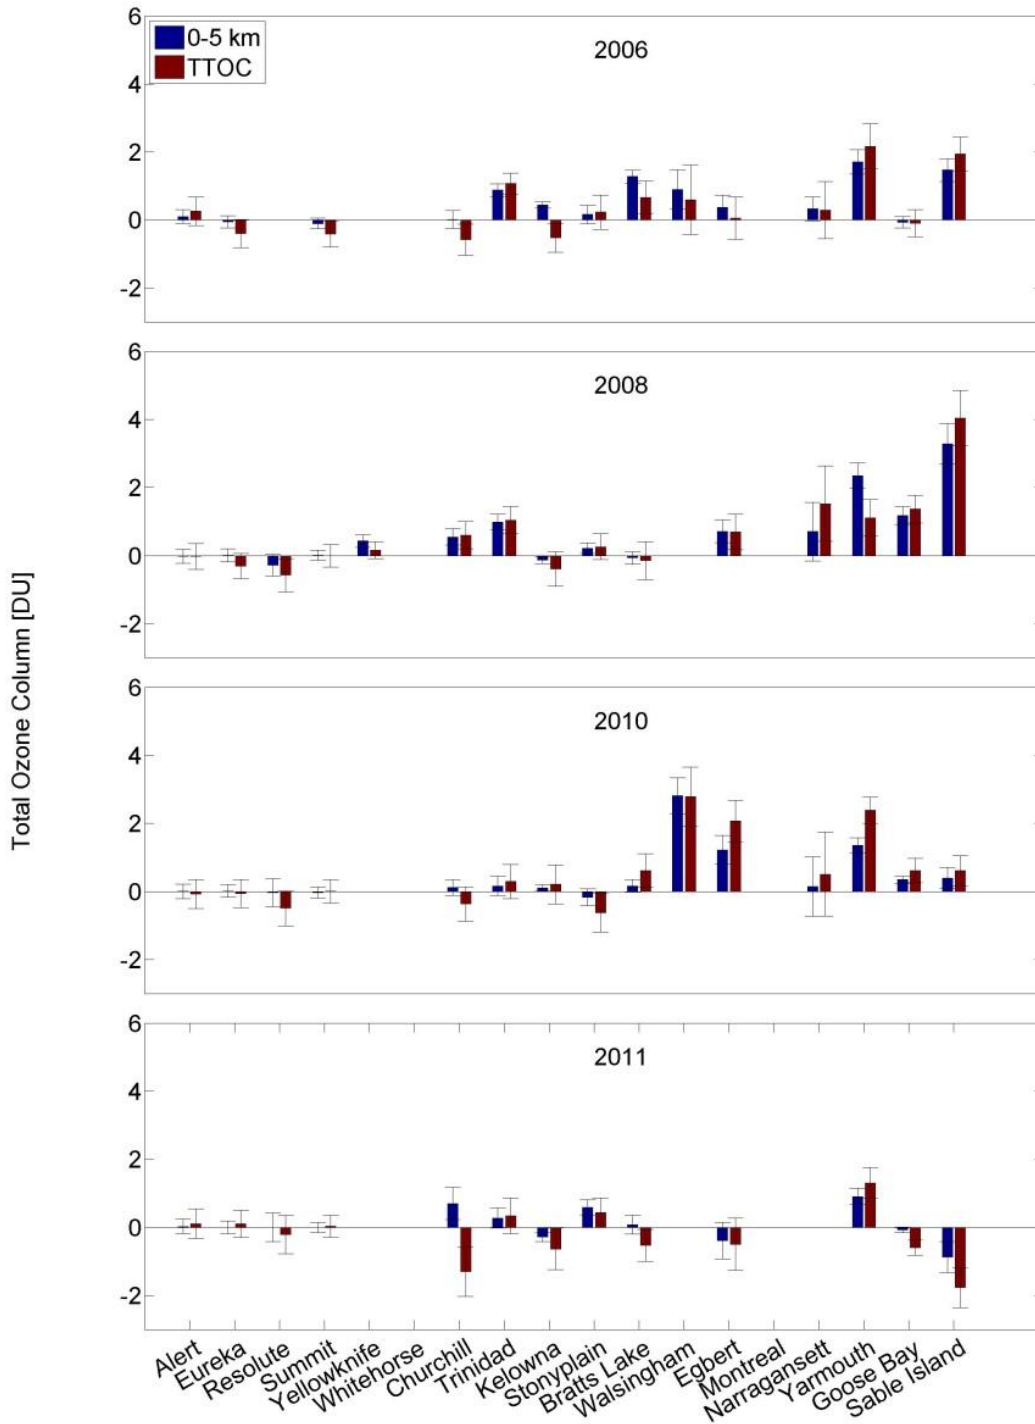 Total Ozone Column [DU]
6
4
2
0
-2
0-5 km
TTOC
2006
6
4
2
0
-2
2008
6
4
2
0
-2
2010
6
4
2
0
-2
2011
Alert
Eureka
Resolute
Summit
Yellowknife
Whitehorse
Churchill
Trinidad
Kelowna
Stonyplain
Bratts Lake
Walsingham
Egbert
Montreal
Narragansett
Yarmouth
Goose Bay
Sable Island